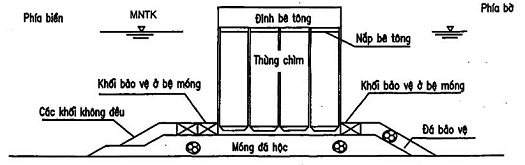 Phía biển
MNTK
Đỉnh bê tông
Phía bờ
Nắp bê tông
Thùng chìm
Khối bảo vệ ở bệ móng
Khối bảo vệ ở bệ móng
Các khối không đều
Móng đá hộc
Đá bảo vệ